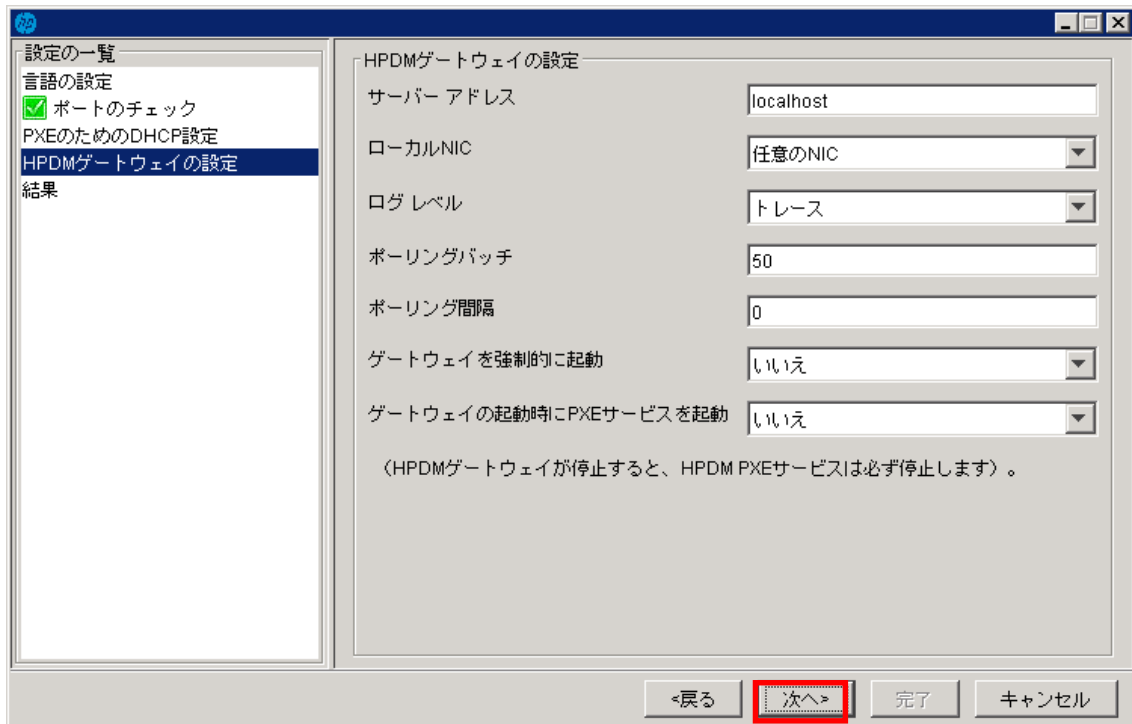 hp
設定の一覧
言語の設定
ポートのチェック
PXEのためのDHCP設定
HPDMゲートウェイの設定
結果
HPDMゲートウェイの設定
サーバー アドレス localhost
ローカルNIC 任意のNIC
ログ レベル トレース
ポーリングバッチ 50
ポーリング間隔 0
ゲートウェイを強制的に起動 いいえ
ゲートウェイの起動時にPXEサービスを起動 いいえ
（HPDMゲートウェイが停止すると、HPDM PXEサービスは必ず停止します）。
<戻る 次へ> 完了 キャンセル